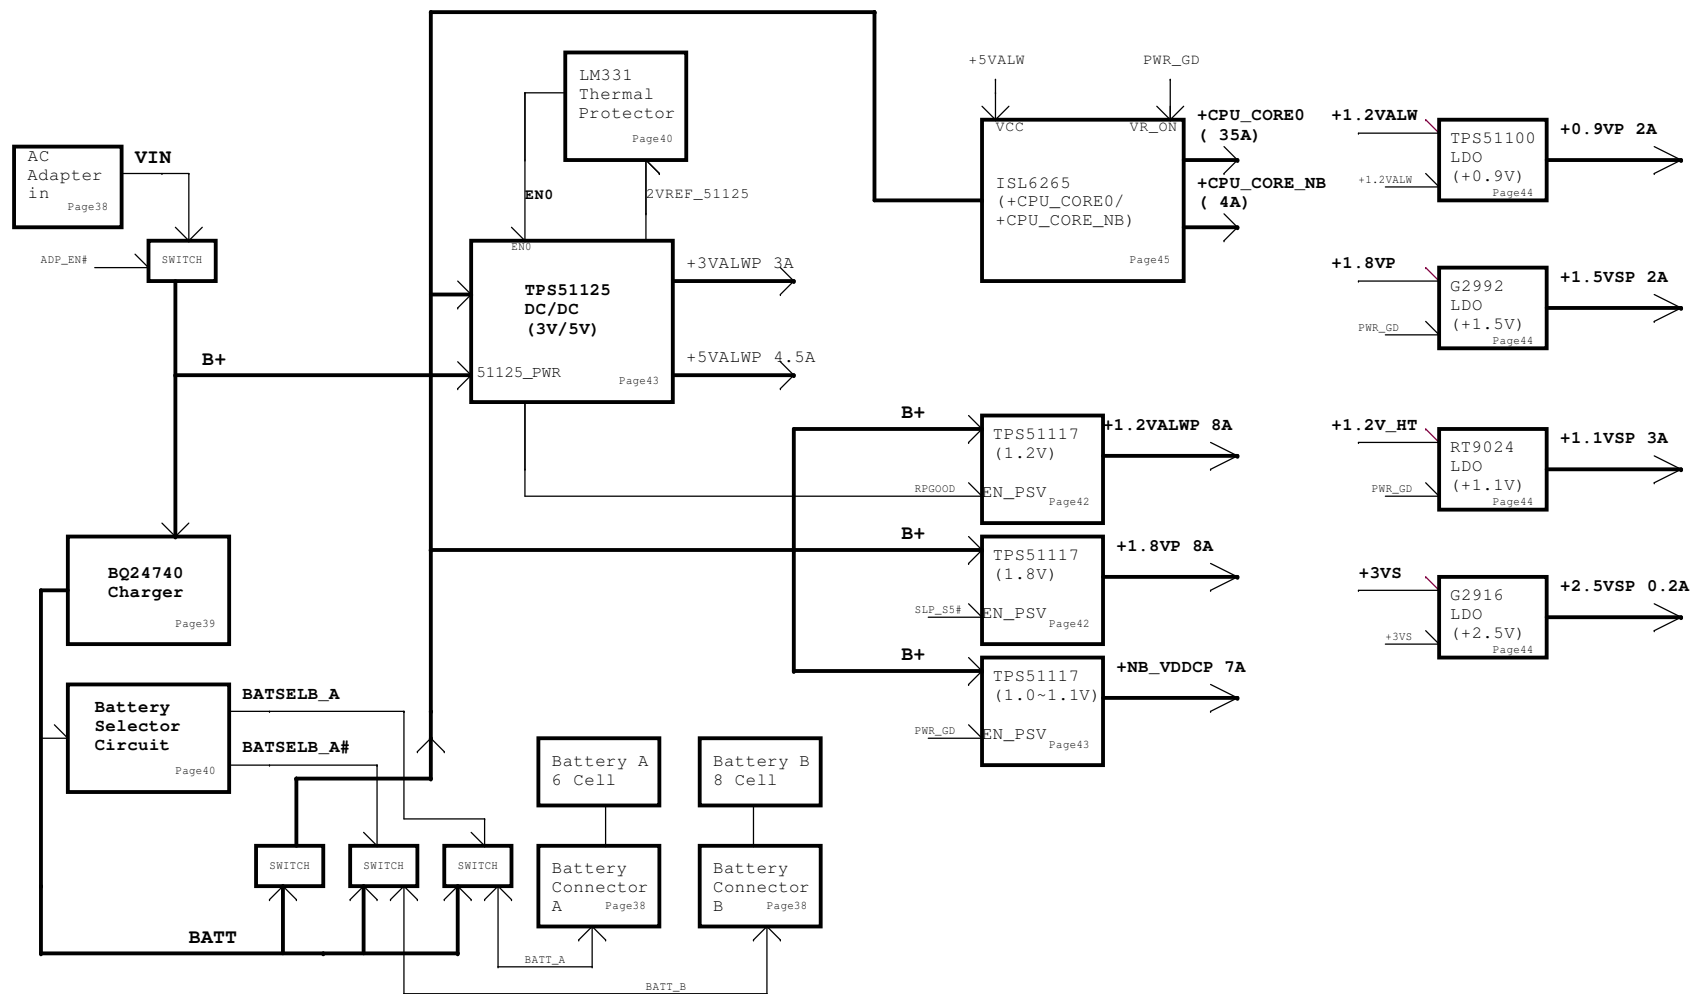 +5VALW
PWR_GD
LM331
Thermal
Protector
Page40
VCC
VR_ON
ISL6265
(+CPU_CORE0/
+CPU_CORE_NB)
Page45
+CPU_CORE0
( 35A)
+CPU_CORE_NB
( 4A)
+1.2VALW
+1.2VALW
TPS51100
LDO
(+0.9V)
Page44
+0.9VP 2A
AC
Adapter
in
Page38
VIN
EN0
2VREF_51125
ADP_EN#
SWITCH
EN0
TPS51125
DC/DC
(3V/5V)
51125_PWR
Page43
+3VALWP 3A
+5VALWP 4.5A
+1.8VP
PWR_GD
G2992
LDO
(+1.5V)
Page44
+1.5VSP 2A
B+
B+
TPS51117
(1.2V)
RPGOOD
EN_PSV
Page42
+1.2VALWP 8A
+1.2V_HT
PWR_GD
RT9024
LDO
(+1.1V)
Page44
+1.1VSP 3A
BQ24740
Charger
Page39
B+
TPS51117
(1.8V)
SLP_S5#
EN_PSV
Page42
+1.8VP 8A
+3VS
+3VS
G2916
LDO
(+2.5V)
Page44
+2.5VSP 0.2A
B+
TPS51117
(1.0~1.1V)
PWR_GD
EN_PSV
Page43
+NB_VDDCP 7A
Battery
Selector
Circuit
Page40
BATSELB_A
BATSELB_A#
Battery A
6 Cell
Battery B
8 Cell
SWITCH
SWITCH
SWITCH
Battery
Connector
A
Page38
Battery
Connector
B
Page38
BATT
BATT_A
BATT_B